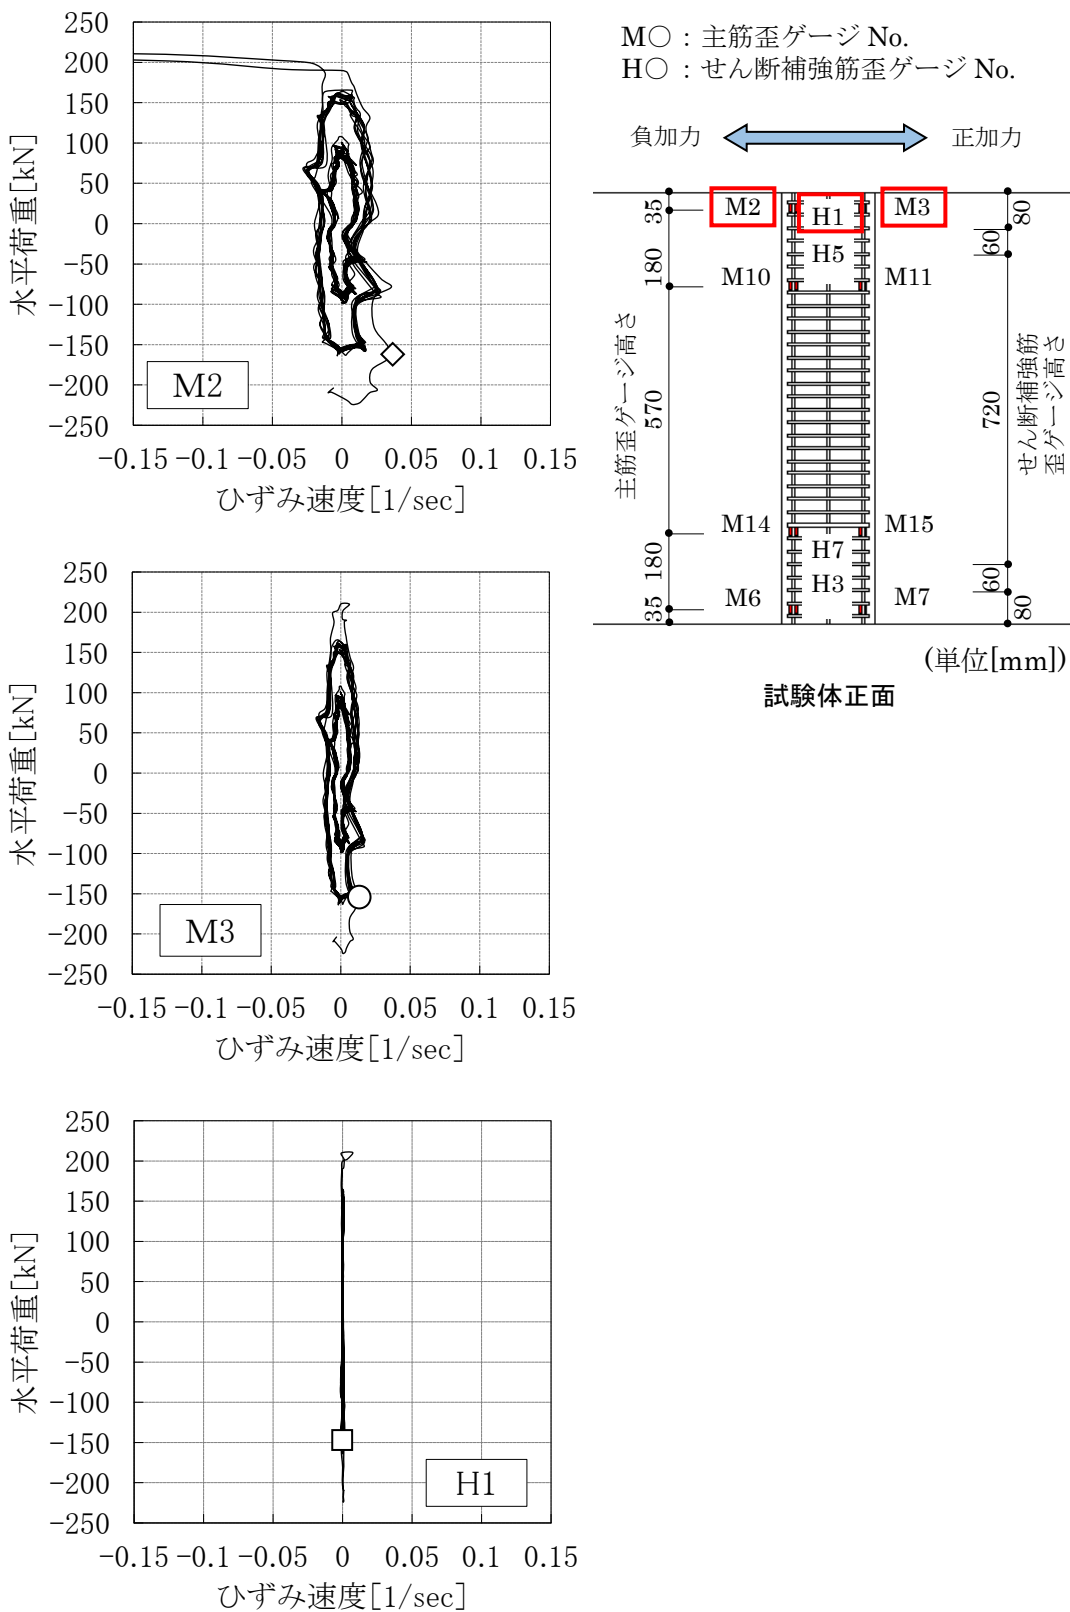 250
200
150
100
50
0
-50
-100
-150
-200
-250
水平荷重[kN]
M2
-0.15 -0.1 -0.05 0 0.05 0.1 0.15
ひずみ速度[1/sec]
250
200
150
100
50
0
-50
-100
-150
-200
-250
水平荷重[kN]
M3
-0.15 -0.1 -0.05 0 0.05 0.1 0.15
ひずみ速度[1/sec]
250
200
150
100
50
0
-50
-100
-150
-200
-250
水平荷重[kN]
H1
-0.15 -0.1 -0.05 0 0.05 0.1 0.15
ひずみ速度[1/sec]
M〇：主筋歪ゲージ No.
H〇：せん断補強筋歪ゲージ No.
負加力 正加力
35 M2 H1 M3 80
60
180 M10 H5 M11
主筋歪ゲージ高さ
570
720
せん断補強筋
歪ゲージ高さ
M14 M15
180 H7 60
35 M6 H3 M7 80
(単位[mm])
試験体正面